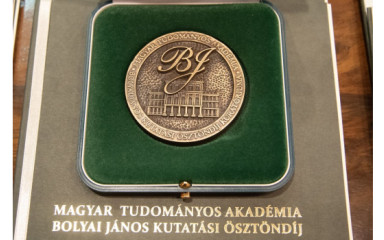 BJ
MAGYAR TUDOMÁNYOS AKADÉMIA
BOLYAI JÁNOS KUTATÁSI ÖSZTÖNDÍJ